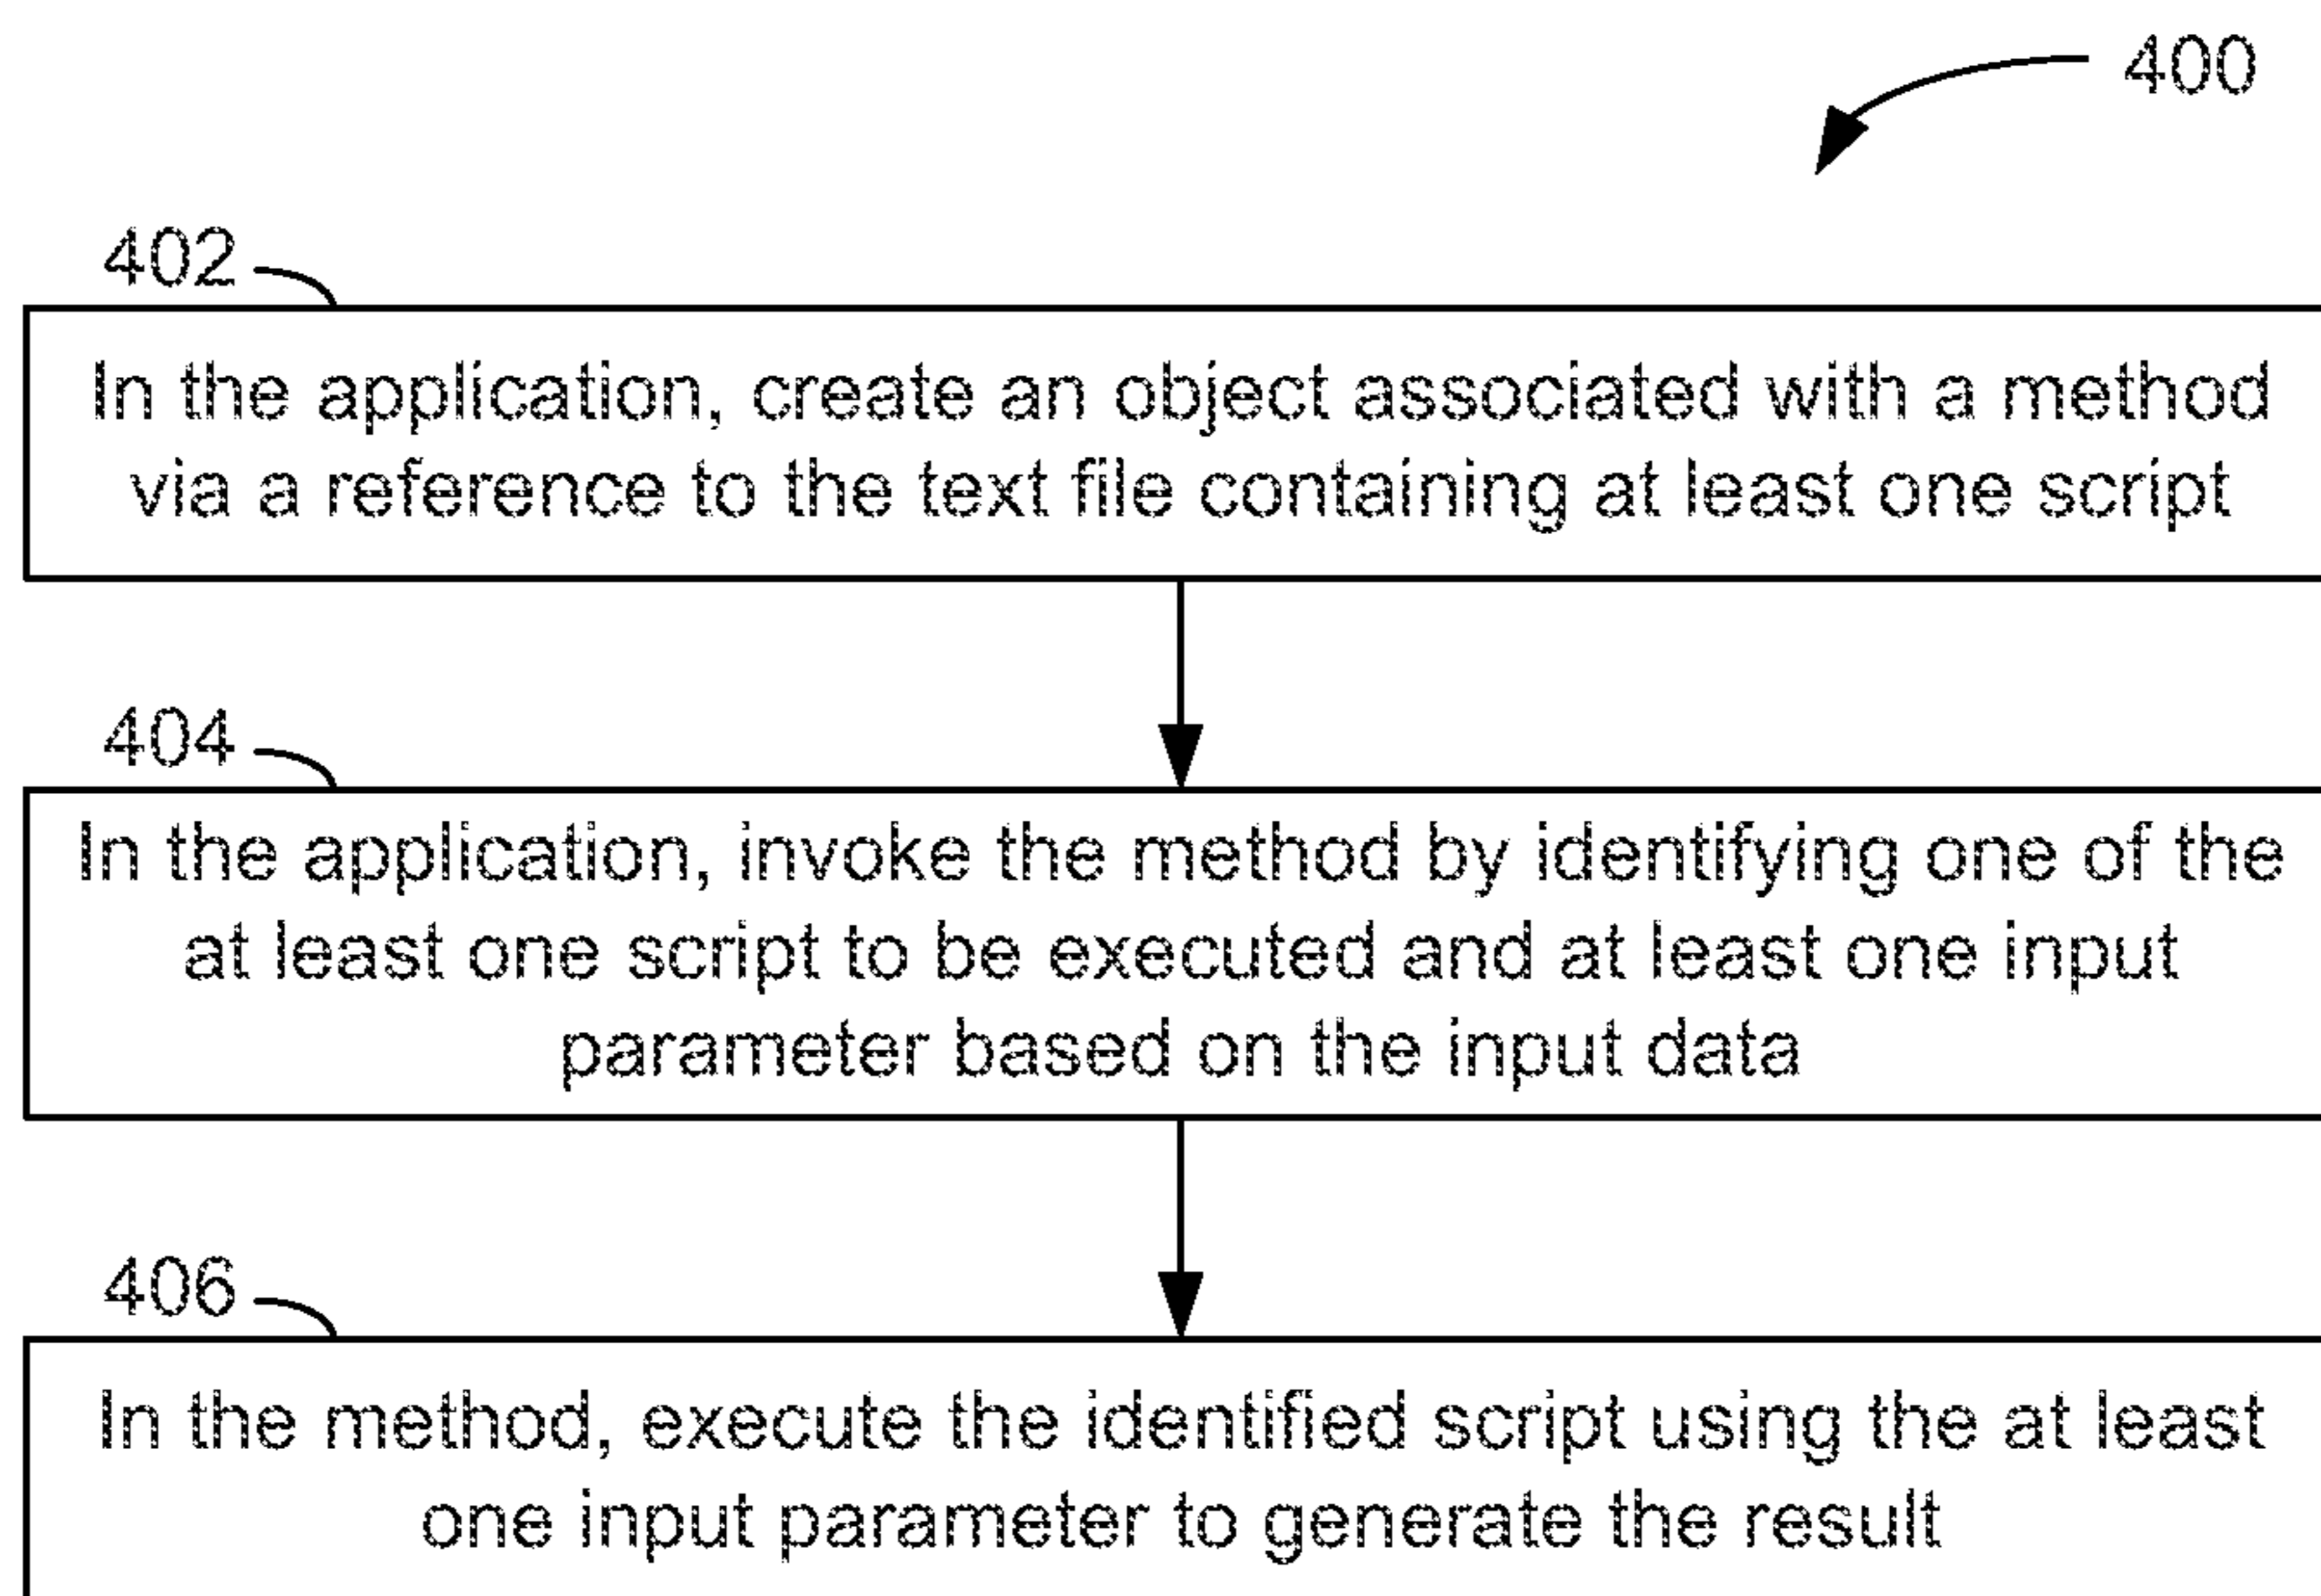 400
402
In the application, create an object associated with a method
via a reference to the text file containing at least one script
404
In the application, invoke the method by identifying one of the
at least one script to be executed and at least one input
parameter based on the input data
406
In the method, execute the identified script using the at least
one input parameter to generate the result